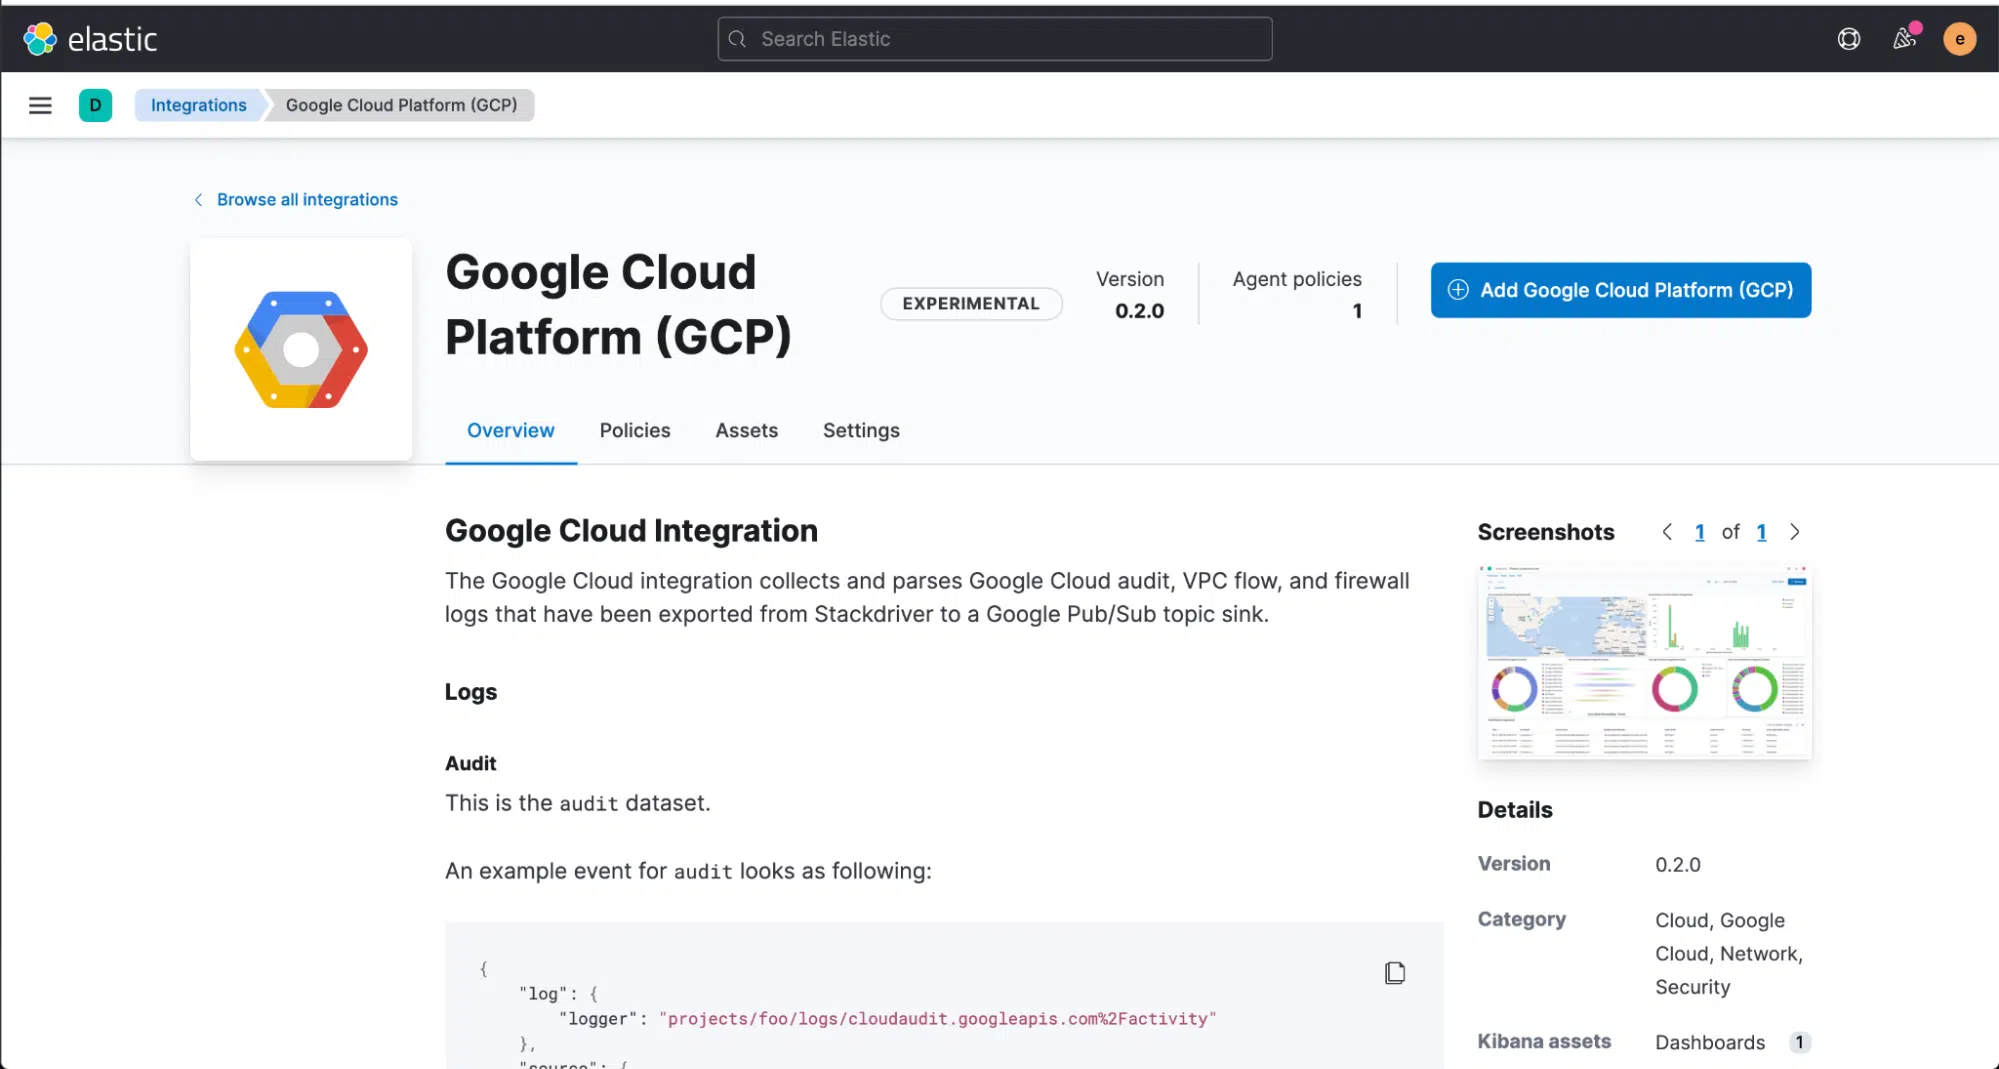 elastic
Search Elastic
e
D
Integrations
Google Cloud Platform (GCP)
Browse all integrations
Google Cloud
Platform (GCP)
EXPERIMENTAL
Version
0.2.0
Agent policies
1
Add Google Cloud Platform (GCP)
Overview
Policies
Assets
Settings
Google Cloud Integration
The Google Cloud integration collects and parses Google Cloud audit, VPC flow, and firewall
logs that have been exported from Stackdriver to a Google Pub/Sub topic sink.
Logs
Audit
This is the audit dataset.
An example event for audit looks as following:
{
"log": {
"logger": "projects/foo/logs/cloudaudit.googleapis.com%2Factivity"
},
"source": {
Screenshots
1 of 1
Details
Version 0.2.0
Category Cloud, Google
Cloud, Network,
Security
Kibana assets Dashboards 1